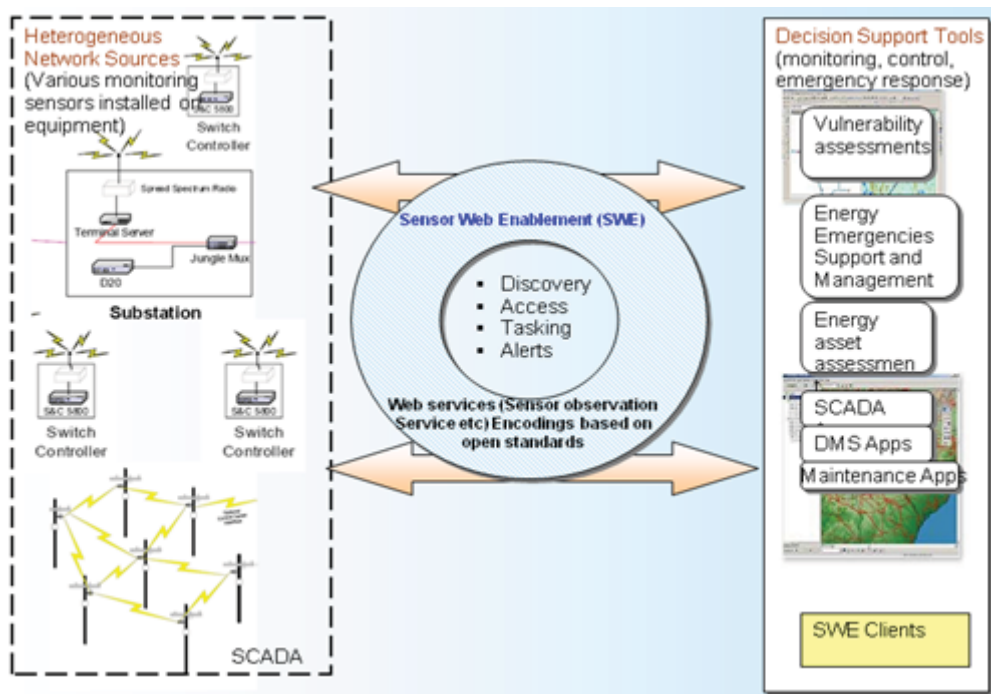 Heterogeneous
Network Sources
(Various monitoring
sensors installed on
equipment)
S&C 5800
Switch
Controller
Spread Spectrum Radio
Terminal Server
Jungle Mux
D20
Substation
S&C 5800
Switch
Controller
S&C 5800
Switch
Controller
SCADA
Sensor Web Enablement (SWE)
▪ Discovery
▪ Access
▪ Tasking
▪ Alerts
Web services (Sensor observation
Service etc) Encodings based on
open standards
Decision Support Tools
(monitoring, control,
emergency response)
Vulnerability
assessments
Energy
Emergencies
Support and
Management
Energy
asset
assessmen
SCADA
DMS Apps
Maintenance Apps
SWE Clients